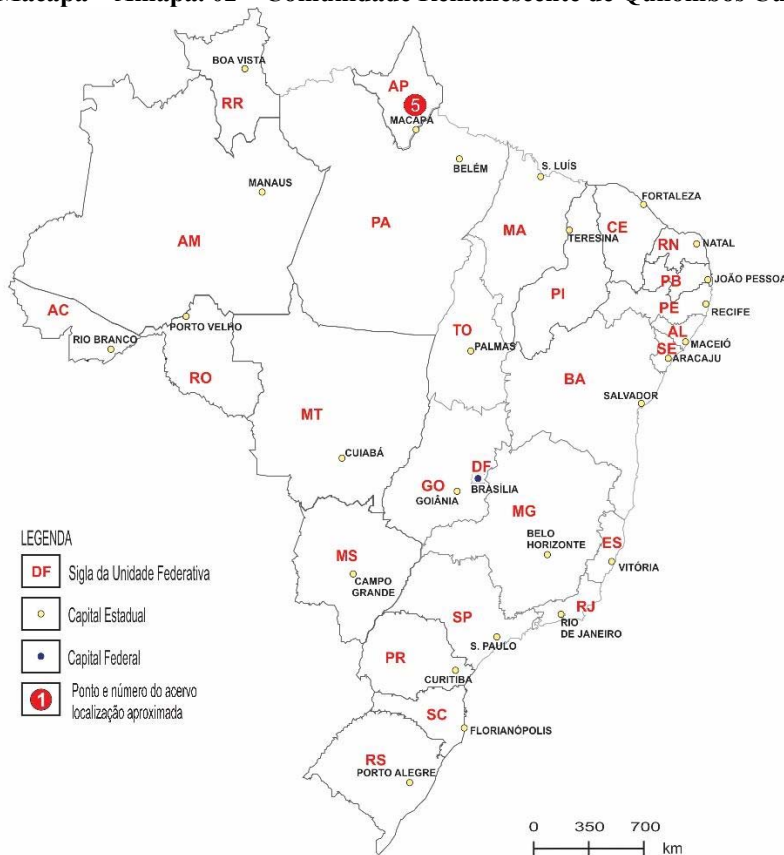 Macapá – Amapá. 02 – Comunidade Remanescente de Quilombos
BOA VISTA
RR
AP
5
MACAPÁ
BELÉM
S. LUÍS
MANAUS
FORTALEZA
AM
PA
MA
TERESINA
CE
RN
NATAL
PB
JOÃO PESSOA
PI
PE
RECIFE
AC
PORTO VELHO
TO
AL
MACEIÓ
RIO BRANCO
PALMAS
SE
ARACAJU
RO
BA
SALVADOR
MT
CUIABÁ
DF
GO
BRASÍLIA
GOIÂNIA
MG
BELO
HORIZONTE
ES
VITÓRIA
MS
CAMPO
GRANDE
RJ
RIO
DE JANEIRO
SP
S. PAULO
PR
CURITIBA
SC
FLORIANÓPOLIS
RS
PORTO ALEGRE
LEGENDA
DF Sigla da Unidade Federativa
Capital Estadual
Capital Federal
1 Ponto e número do acervo
localização aproximada
0 350 700
km